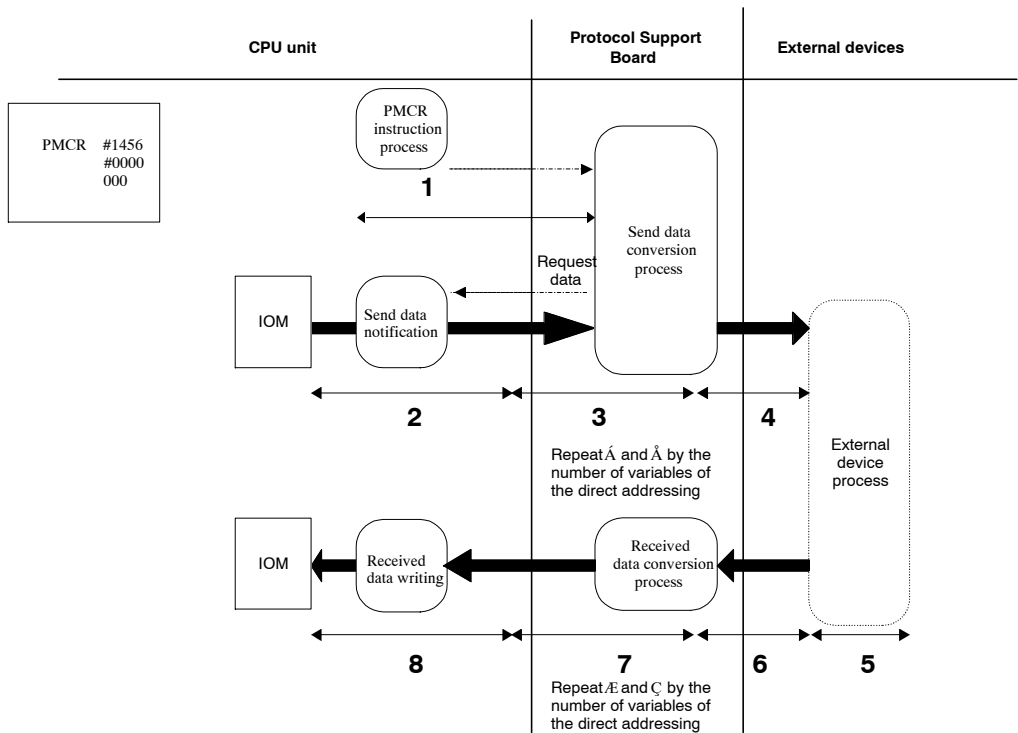 CPU unit
Protocol Support
Board
External devices
PMCR #1456
#0000
000
PMCR
instruction
process
1
Send data
conversion
process
Request
data
IOM
Send data
notification
2
3
4
Repeat Á and Å by the
number of variables of
the direct addressing
External
device
process
IOM
Received
data writing
Received
data conversion
process
8
7
6
5
Repeat Æ and Ç by the
number of variables of
the direct addressing